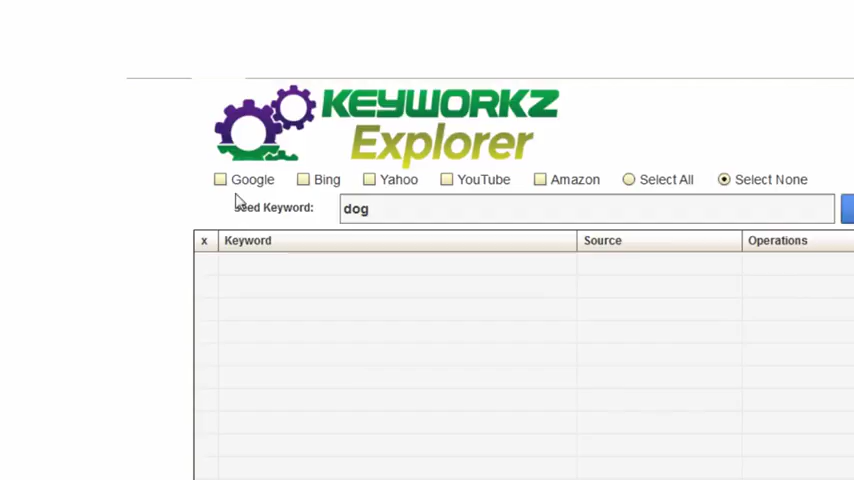 KEYWORKZ
Explorer
Google Bing Yahoo YouTube Amazon Select All Select None
Seed Keyword: dog
x Keyword Source Operations